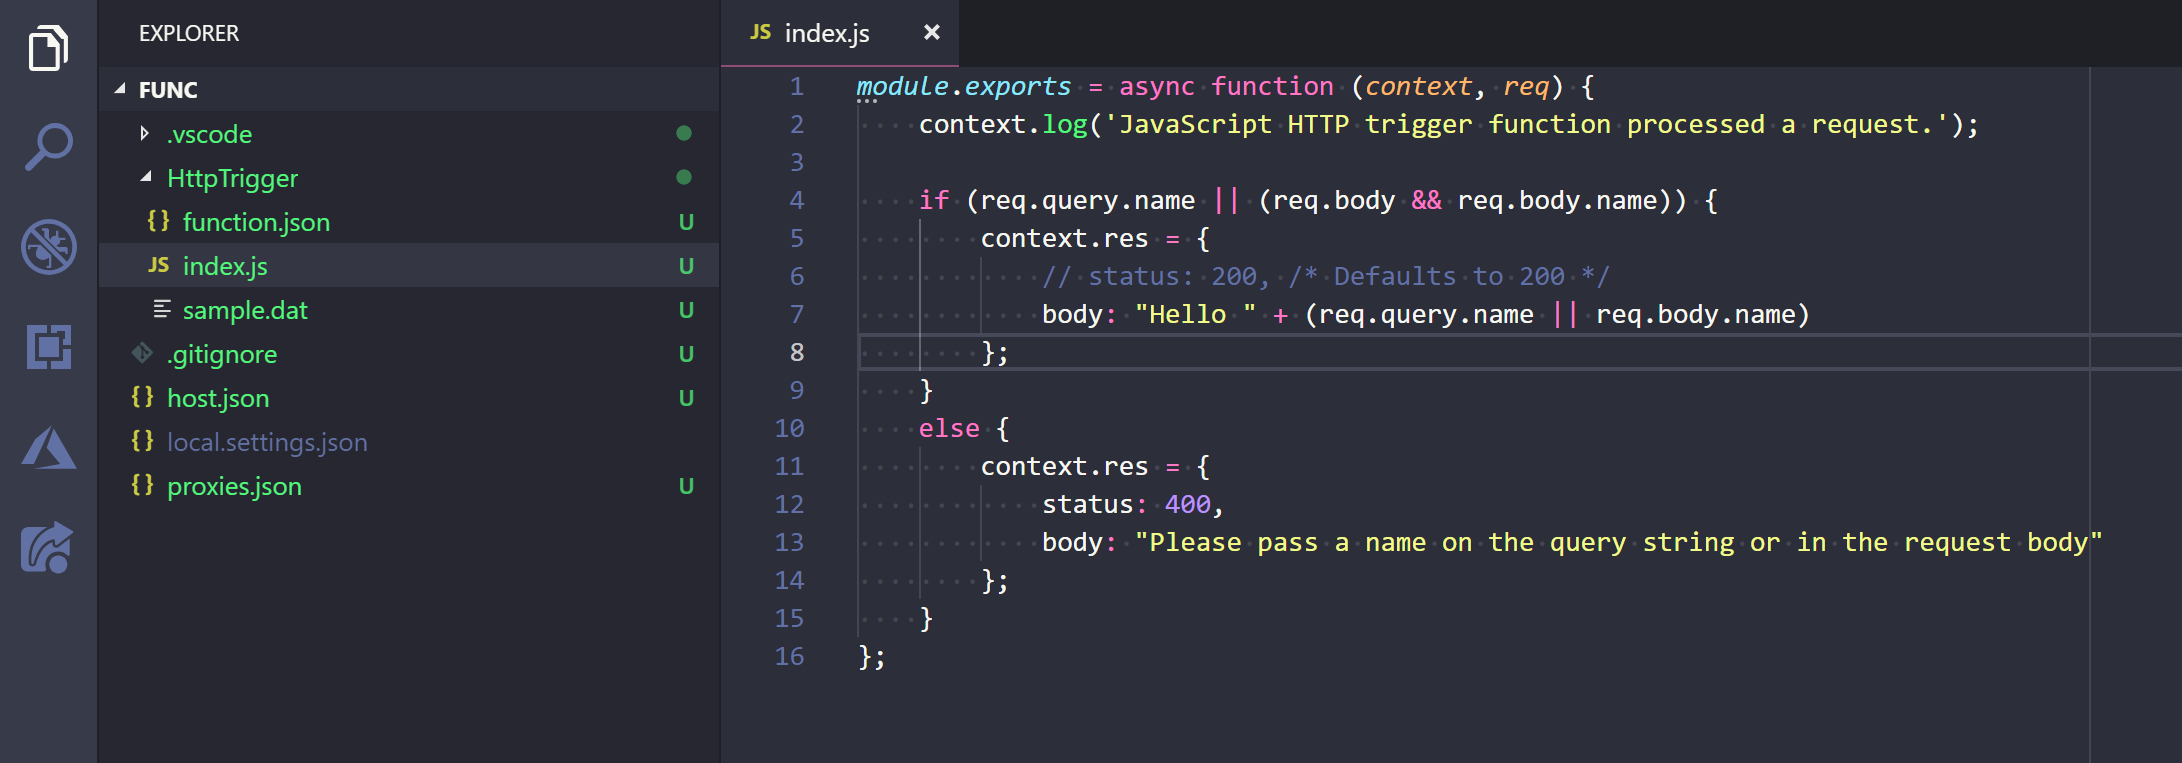 EXPLORER
FUNC
.vscode
HttpTrigger
{} function.json U
JS index.js U
sample.dat U
.gitignore U
{} host.json U
{} local.settings.json
{} proxies.json U
JS index.js ×
1 module.exports = async function (context, req) {
2     context.log('JavaScript HTTP trigger function processed a request.');
3
4     if (req.query.name || (req.body && req.body.name)) {
5         context.res = {
6             // status: 200, /* Defaults to 200 */
7             body: "Hello " + (req.query.name || req.body.name)
8         };
9     }
10     else {
11         context.res = {
12             status: 400,
13             body: "Please pass a name on the query string or in the request body"
14         };
15     }
16 };